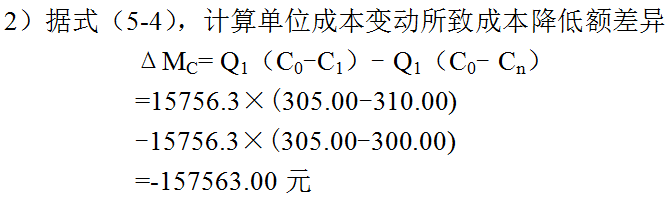 2）据式（5-4），计算单位成本变动所致成本降低额差异
ΔMC= Q1（C0-C1）- Q1（C0- Cn）
=15756.3×(305.00-310.00)
-15756.3×(305.00-300.00)
=-157563.00 元